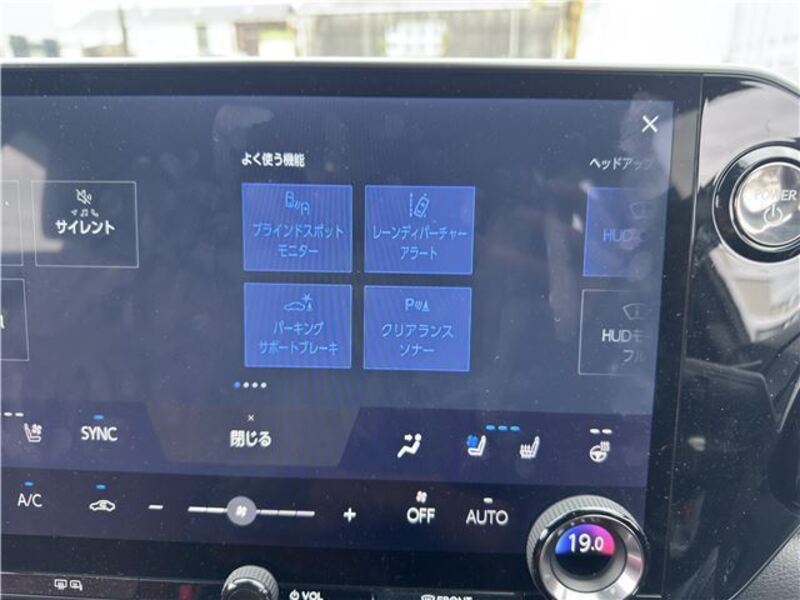 よく使う機能
ヘッドアップ
サイレント
ブラインドスポット
モニター
レーンディパーチャー
アラート
HUD
パーキング
サポートブレーキ
P
クリアランス
ソナー
HUDモ
フル
POWER
SYNC
閉じる
A/C
OFF
AUTO
19.0
VOL
FRONT